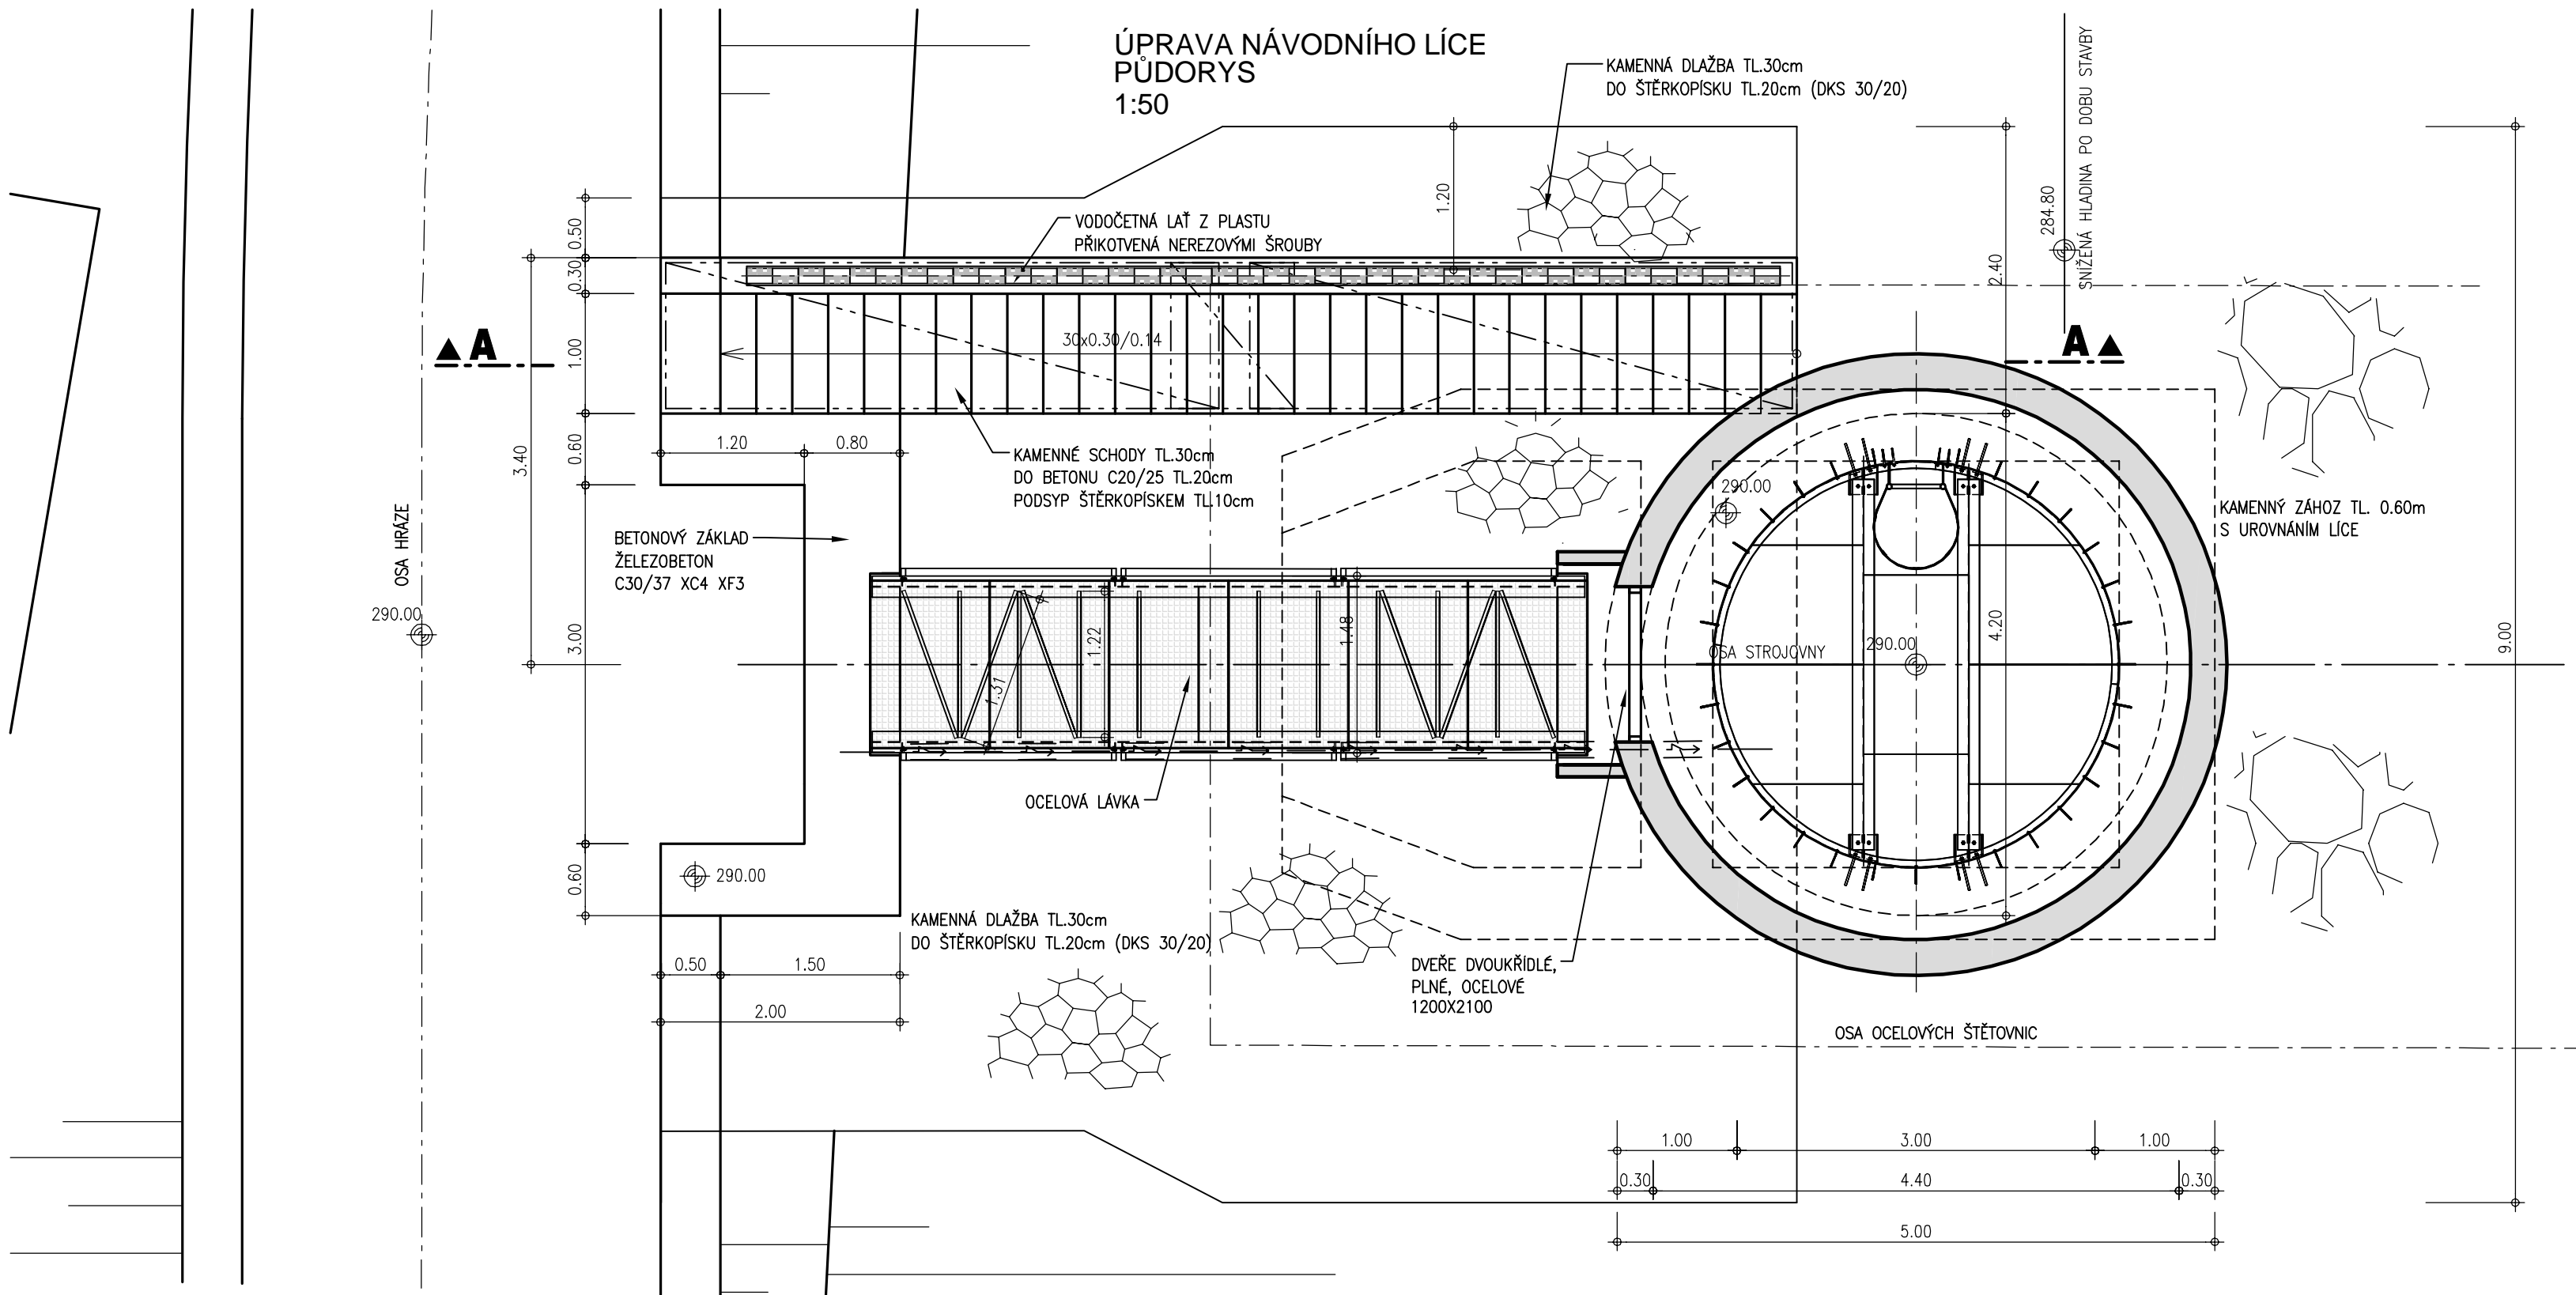 ÚPRAVA NÁVODNÍHO LÍCE
PŮDORYS
1:50
KAMENNÁ DLAŽBA TL.30cm
DO ŠTĚRKOPÍSKU TL.20cm (DKS 30/20)
SNÍŽENÁ HLADINA PO DOBU STAVBY
284.80
1.20
2.40
VODOČETNÁ LAŤ Z PLASTU
PŘIKOTVENÁ NEREZOVÝMI ŠROUBY
0.50
0.30
1.00
0.60
3.00
0.60
3.40
A
A
30x0.30/0.14
1.20
0.80
KAMENNÉ SCHODY TL.30cm
DO BETONU C20/25 TL.20cm
PODSYP ŠTĚRKOPÍSKEM TL.10cm
BETONOVÝ ZÁKLAD
ŽELEZOBETON
C30/37 XC4 XF3
OSA HRÁZE
290.00
290.00
KAMENNÝ ZÁHOZ TL. 0.60m
S UROVNÁNÍM LÍCE
1.31
1.22
1.48
OSA STROJOVNY
290.00
4.20
9.00
OCELOVÁ LÁVKA
290.00
KAMENNÁ DLAŽBA TL.30cm
DO ŠTĚRKOPÍSKU TL.20cm (DKS 30/20)
0.50
1.50
2.00
DVEŘE DVOUKŘÍDLÉ,
PLNÉ, OCELOVÉ
1200X2100
OSA OCELOVÝCH ŠTĚTOVNIC
1.00
3.00
1.00
0.30
4.40
0.30
5.00